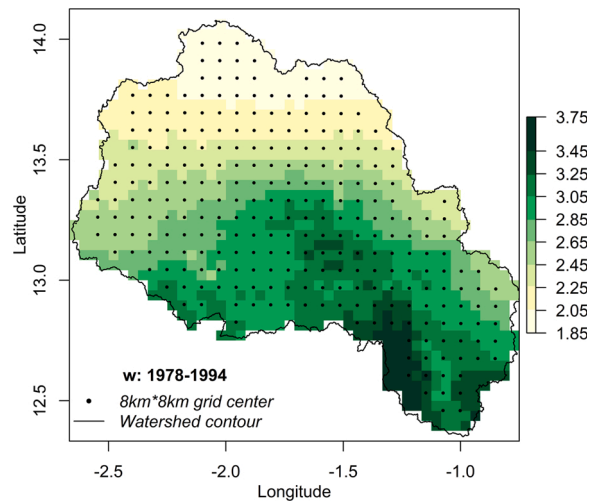 14.0
13.5
13.0
12.5
Latitude
3.75
3.45
3.25
3.05
2.85
2.65
2.45
2.25
2.05
1.85
w: 1978-1994
8km*8km grid center
Watershed contour
-2.5 -2.0 -1.5 -1.0
Longitude